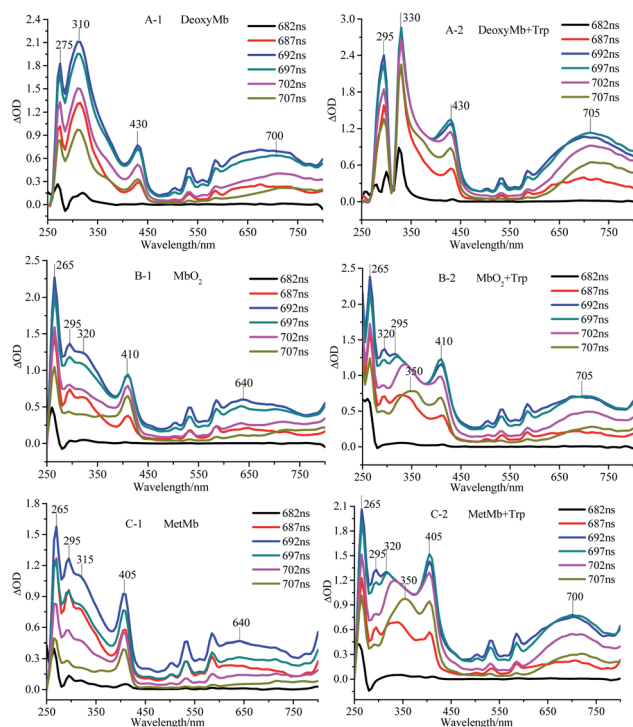 A-1 DeoxyMb
2.4
2.1
1.8
1.5
1.2
0.9
0.6
0.3
0.0
ΔOD
275
310
430
700
682ns
687ns
692ns
697ns
702ns
707ns
250 350 450 550 650 750
Wavelength/nm
A-2 DeoxyMb+Trp
3.0
2.4
1.8
1.2
0.6
0.0
ΔOD
295
330
430
705
682ns
687ns
692ns
697ns
702ns
707ns
250 350 450 550 650 750
Wavelength/nm
B-1 MbO₂
2.5
2.0
1.5
1.0
0.5
0.0
ΔOD
265
295
320
410
640
682ns
687ns
692ns
697ns
702ns
707ns
250 350 450 550 650 750
Wavelength/nm
B-2 MbO₂+Trp
2.5
2.0
1.5
1.0
0.5
0.0
ΔOD
265
320
295
350
410
705
682ns
687ns
692ns
697ns
702ns
707ns
250 350 450 550 650 750
Wavelength/nm
C-1 MetMb
1.8
1.5
1.2
0.9
0.6
0.3
0.0
ΔOD
265
295
315
405
640
682ns
687ns
692ns
697ns
702ns
707ns
250 350 450 550 650 750
Wavelength/nm
C-2 MetMb+Trp
2.1
1.8
1.5
1.2
0.9
0.6
0.3
0.0
ΔOD
265
295
320
350
405
700
682ns
687ns
692ns
697ns
702ns
707ns
250 350 450 550 650 750
Wavelength/nm